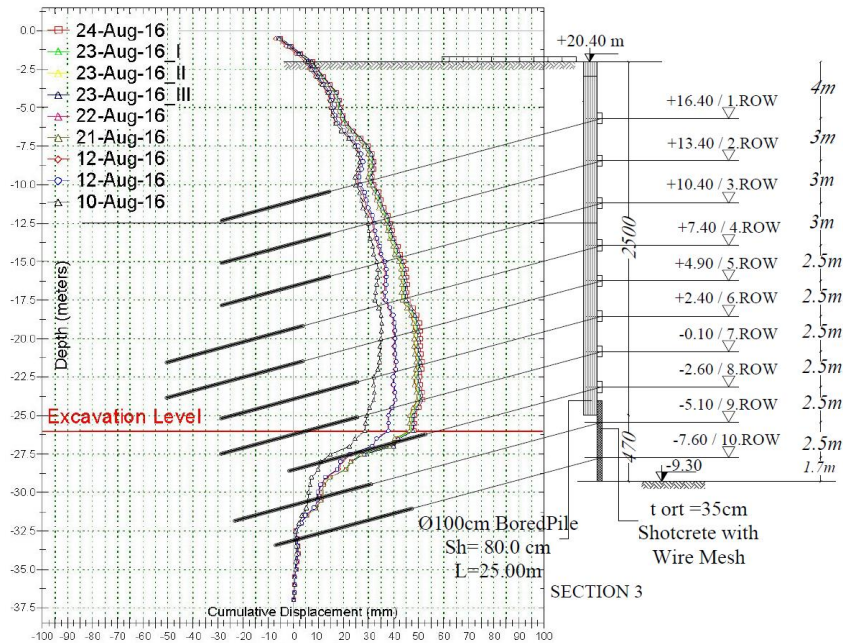 24-Aug-16
23-Aug-16_I
23-Aug-16_II
23-Aug-16_III
22-Aug-16
21-Aug-16
12-Aug-16
12-Aug-16
10-Aug-16
0.0
-2.5
-5.0
-7.5
-10.0
-12.5
-15.0
-17.5
-20.0
-22.5
-25.0
-27.5
-30.0
-32.5
-35.0
-37.5
Depth (meters)
Excavation Level
-100 -90 -80 -70 -60 -50 -40 -30 -20 -10 0 10 20 30 40 50 60 70 80 90 100
Cumulative Displacement (mm)
+20.40 m
+16.40 / 1.ROW
+13.40 / 2.ROW
+10.40 / 3.ROW
+7.40 / 4.ROW
+4.90 / 5.ROW
+2.40 / 6.ROW
-0.10 / 7.ROW
-2.60 / 8.ROW
-5.10 / 9.ROW
-7.60 / 10.ROW
-9.30
4m
3m
3m
3m
2.5m
2.5m
2.5m
2.5m
2.5m
2.5m
1.7m
2500
470
Ø100cm BoredPile
Sh= 80.0 cm
L=25.00m
t ort =35cm
Shotcrete with
Wire Mesh
SECTION 3